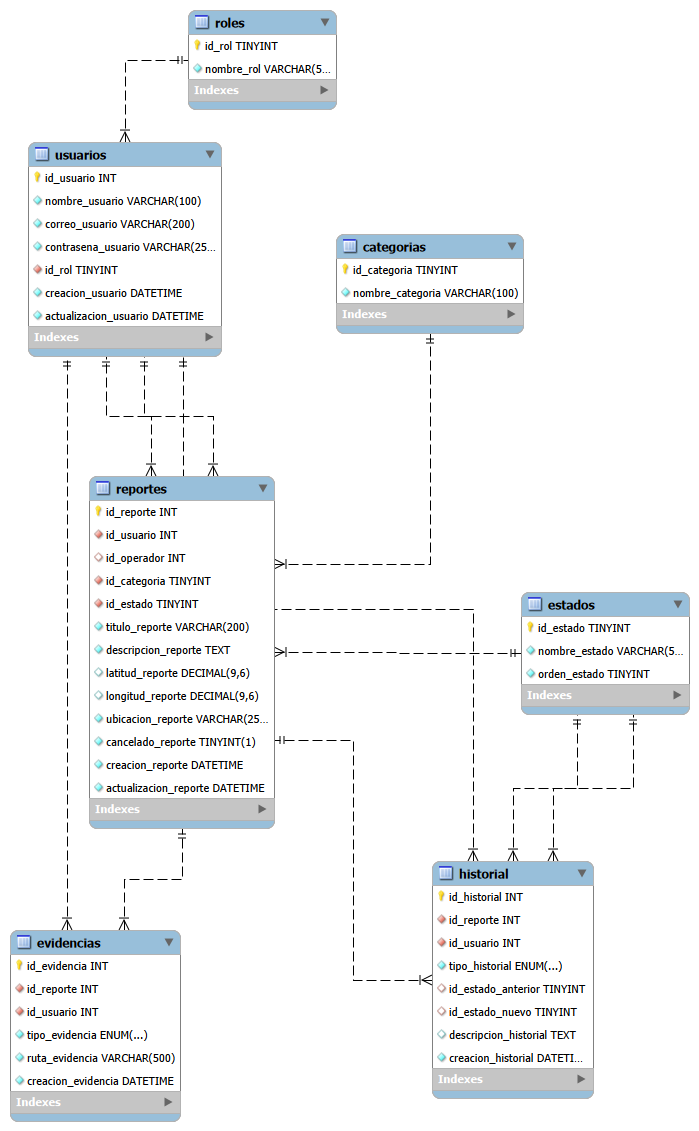 roles
id_rol TINYINT
nombre_rol VARCHAR(5...
Indexes
usuarios
id_usuario INT
nombre_usuario VARCHAR(100)
correo_usuario VARCHAR(200)
contrasena_usuario VARCHAR(25...
id_rol TINYINT
creacion_usuario DATETIME
actualizacion_usuario DATETIME
Indexes
categorias
id_categoria TINYINT
nombre_categoria VARCHAR(100)
Indexes
reportes
id_reporte INT
id_usuario INT
id_operador INT
id_categoria TINYINT
id_estado TINYINT
titulo_reporte VARCHAR(200)
descripcion_reporte TEXT
latitud_reporte DECIMAL(9,6)
longitud_reporte DECIMAL(9,6)
ubicacion_reporte VARCHAR(25...
cancelado_reporte TINYINT(1)
creacion_reporte DATETIME
actualizacion_reporte DATETIME
Indexes
estados
id_estado TINYINT
nombre_estado VARCHAR(5...
orden_estado TINYINT
Indexes
historial
id_historial INT
id_reporte INT
id_usuario INT
tipo_historial ENUM(...)
id_estado_anterior TINYINT
id_estado_nuevo TINYINT
descripcion_historial TEXT
creacion_historial DATETI...
Indexes
evidencias
id_evidencia INT
id_reporte INT
id_usuario INT
tipo_evidencia ENUM(...)
ruta_evidencia VARCHAR(500)
creacion_evidencia DATETIME
Indexes